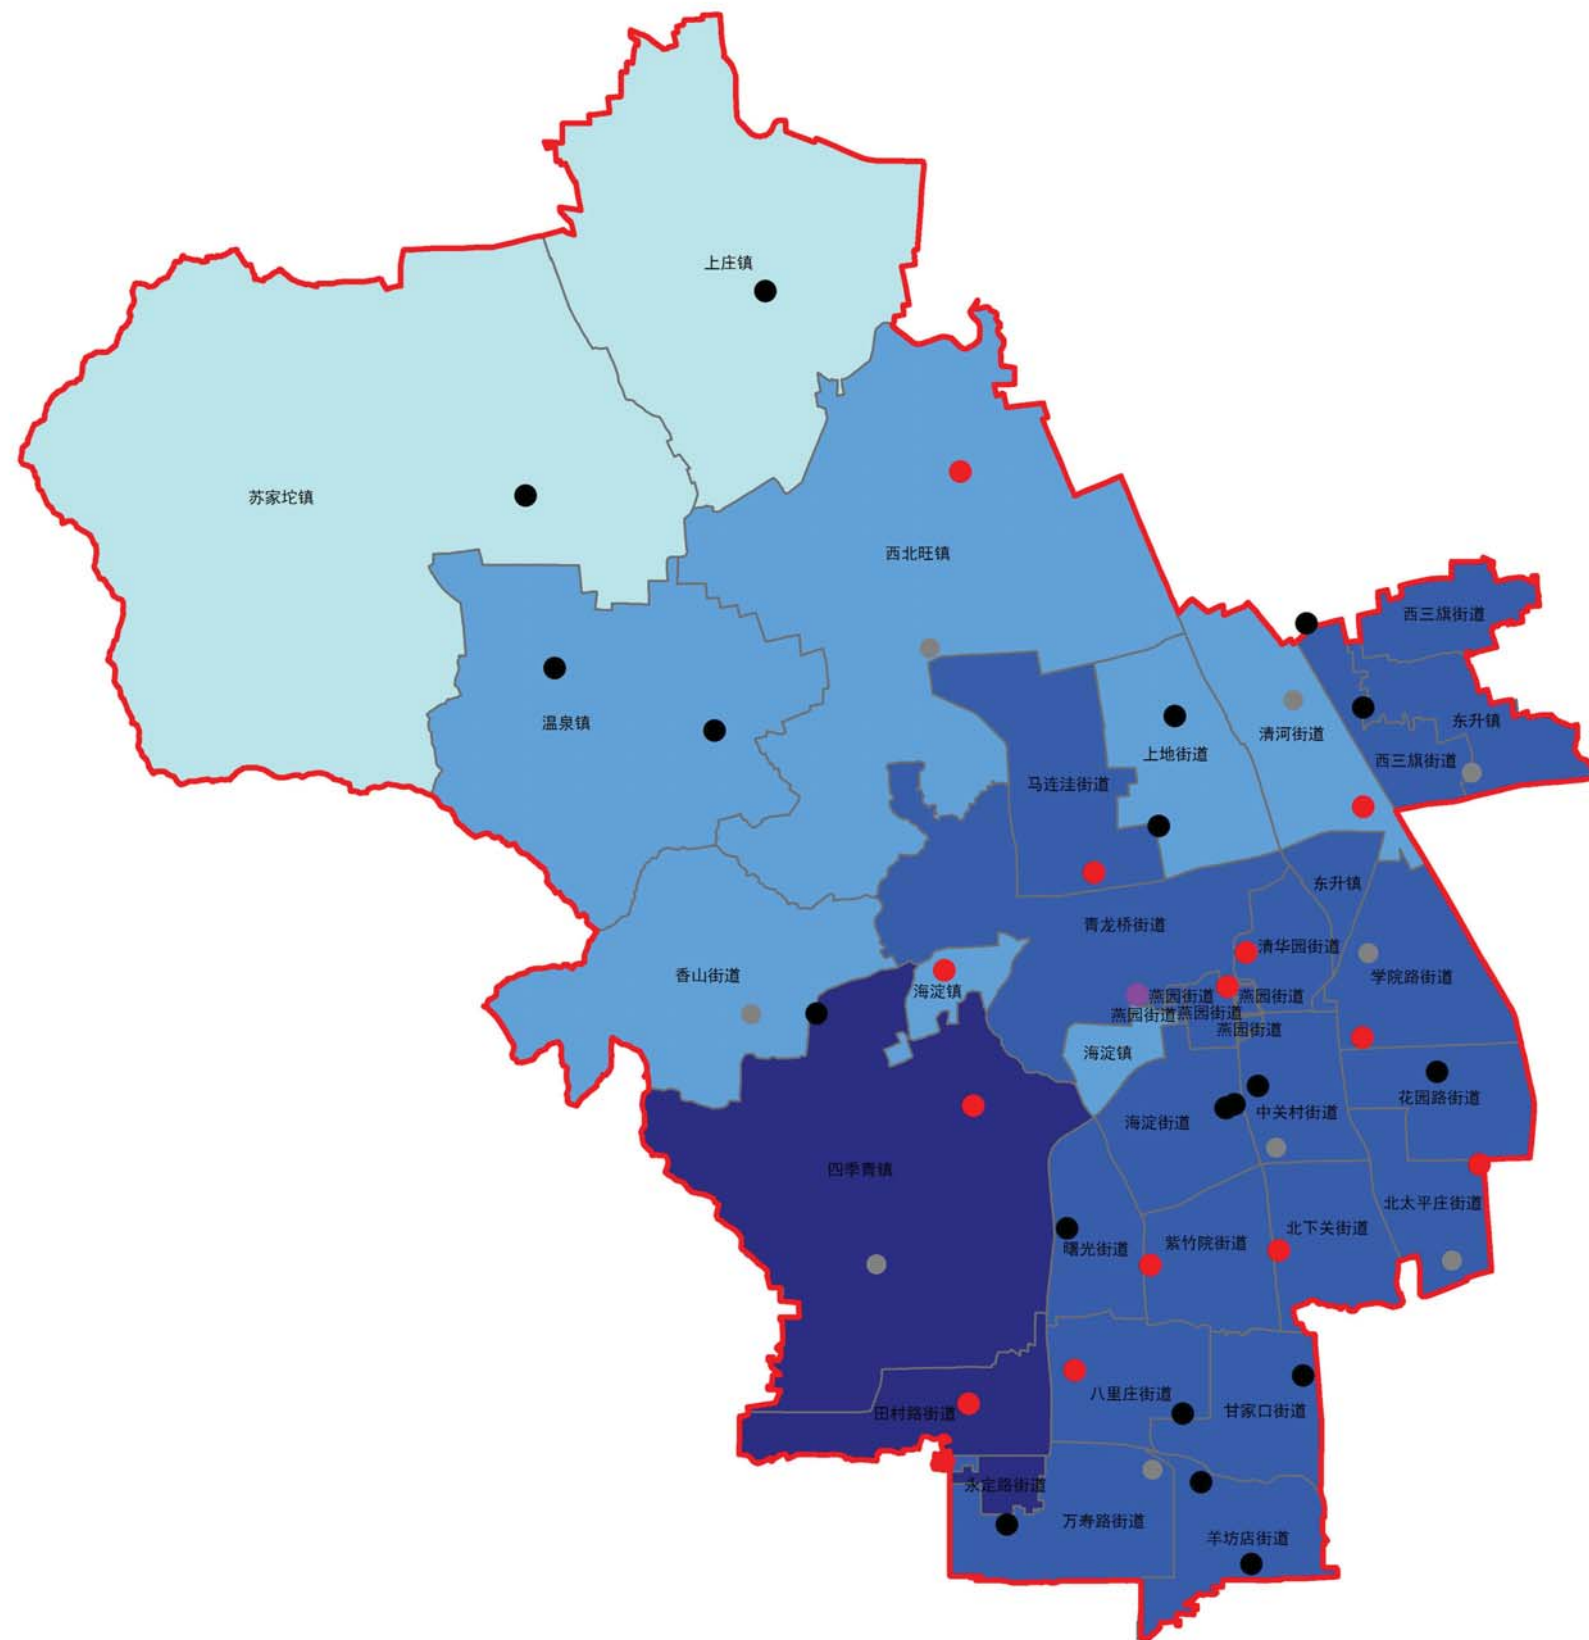 上庄镇
苏家坨镇
西北旺镇
西三旗街道
温泉镇
东升镇
清河街道
上地街道
西三旗街道
马连洼街道
东升镇
青龙桥街道
清华园街道
香山街道
学院路街道
海淀镇
燕园街道
燕园街道
燕园街道
燕园街道
燕园街道
海淀镇
花园路街道
中关村街道
海淀街道
四季青镇
北太平庄街道
北下关街道
紫竹院街道
曙光街道
八里庄街道
甘家口街道
田村路街道
永定路街道
万寿路街道
羊坊店街道